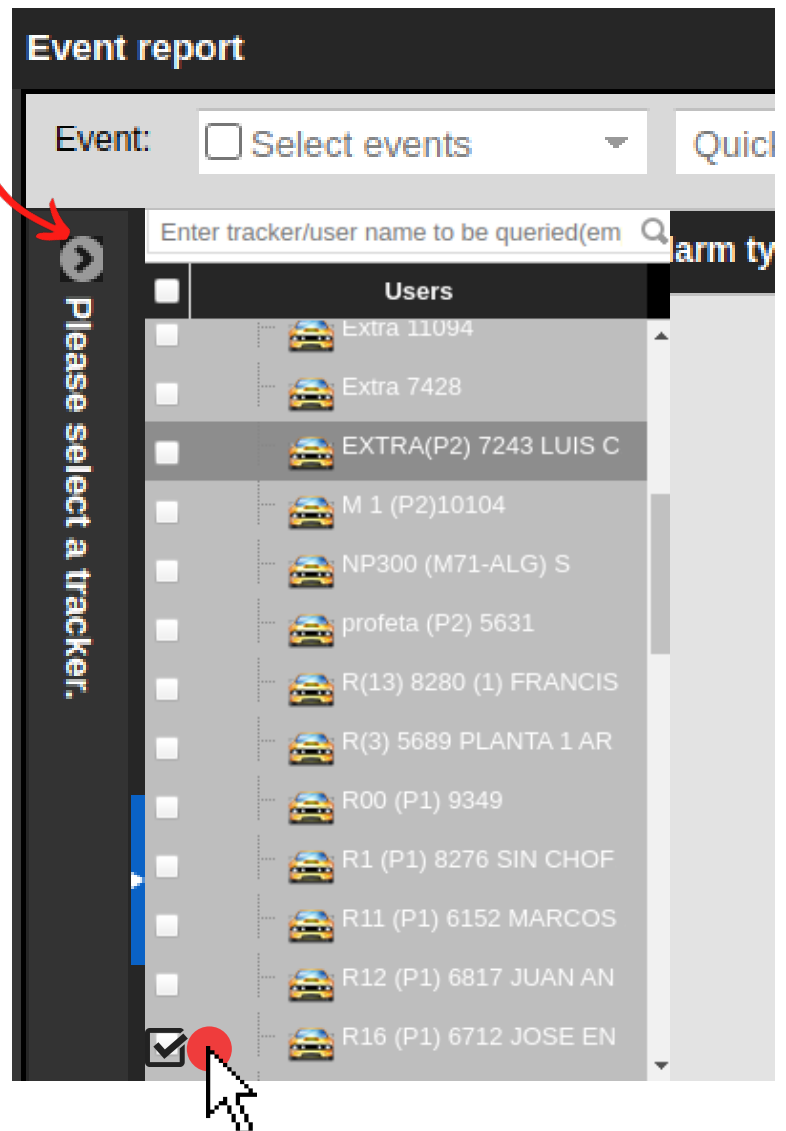 Event report
Event: Select events Quick
Please select a tracker.
Enter tracker/user name to be queried(em
larm ty
Users
Extra 11094
Extra 7428
EXTRA(P2) 7243 LUIS C
M 1 (P2)10104
NP300 (M71-ALG) S
profeta (P2) 5631
R(13) 8280 (1) FRANCIS
R(3) 5689 PLANTA 1 AR
R00 (P1) 9349
R1 (P1) 8276 SIN CHOF
R11 (P1) 6152 MARCOS
R12 (P1) 6817 JUAN AN
R16 (P1) 6712 JOSE EN